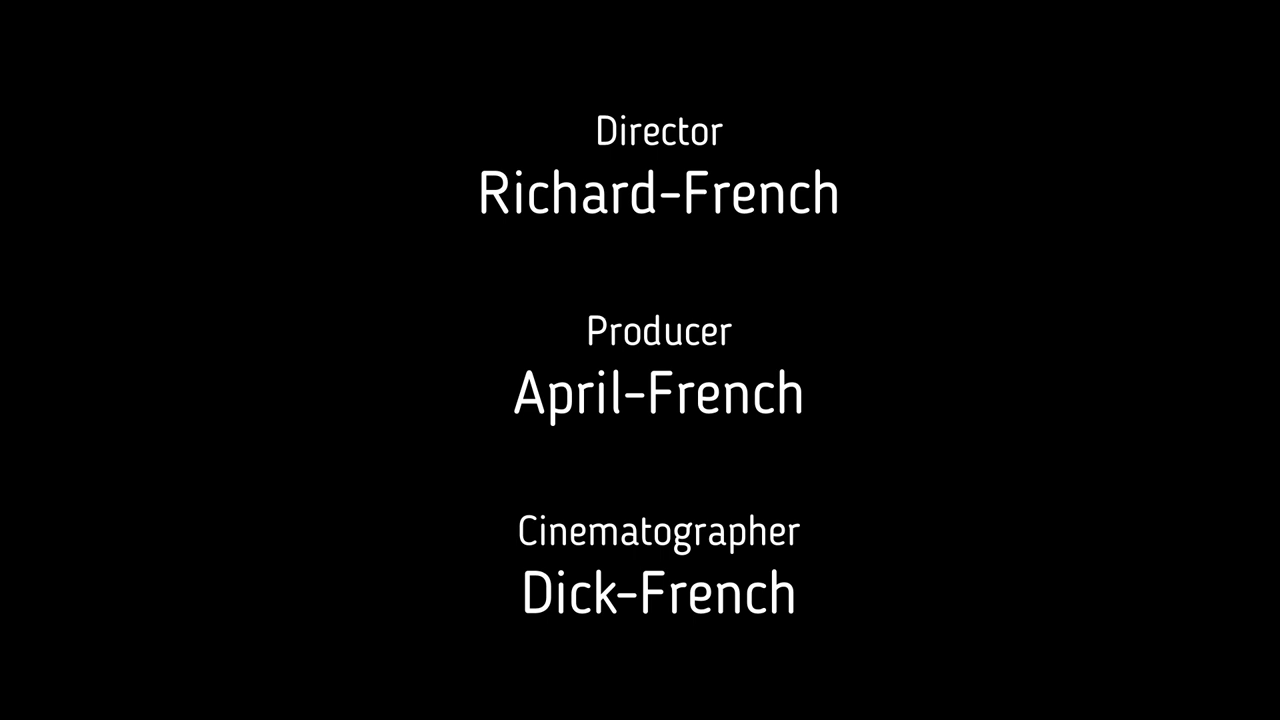 Director
Richard-French
Producer
April-French
Cinematographer
Dick-French